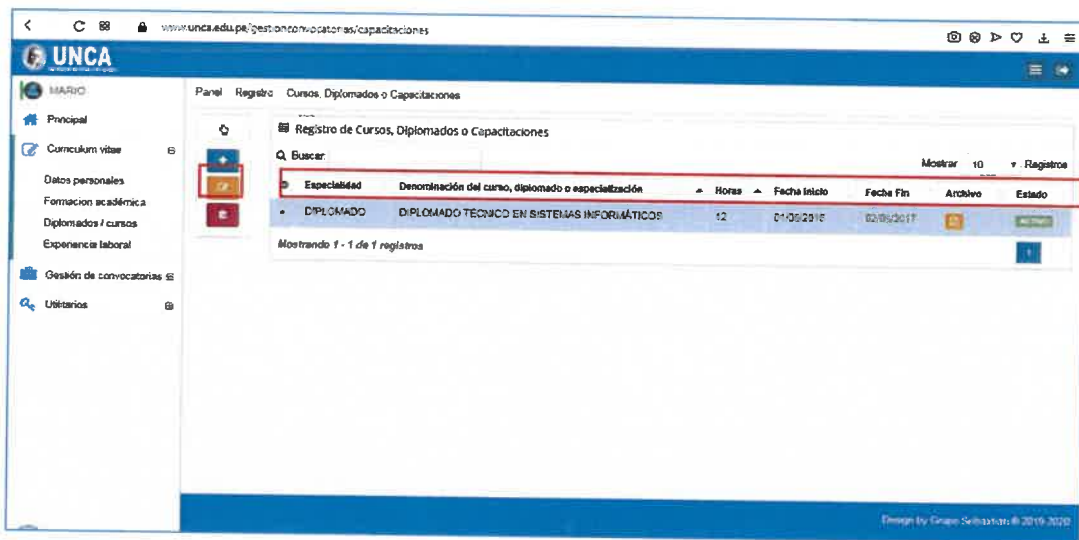 www.unca.edu.pe/gestionconvocatorias/capacitaciones
UNCA
MARIO
Panel Registro Cursos, Diplomados o Capacitaciones
Principal
Curriculum vitae
Datos personales
Formacion académica
Diplomados / cursos
Experiencia laboral
Gestión de convocatorias
Utilitarios
Registro de Cursos, Diplomados o Capacitaciones
Buscar:
Mostrar 10 Registros
Especialidad Denominación del curso, diplomado o especialización Horas Fecha Inicio Fecha Fin Archivo Estado
DIPLOMADO DIPLOMADO TÉCNICO EN SISTEMAS INFORMÁTICOS 12
Mostrando 1 - 1 de 1 registros
1
Design by Grupo Sebastian © 2019-2020